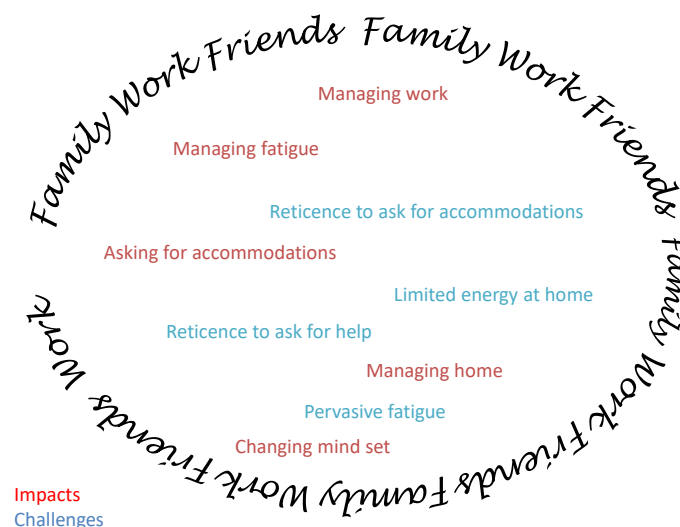 Family Work Friends Family Work Friends Family Work Friends Family Work Friends Work
Managing work
Managing fatigue
Reticence to ask for accommodations
Asking for accommodations
Limited energy at home
Reticence to ask for help
Managing home
Pervasive fatigue
Changing mind set
Impacts
Challenges